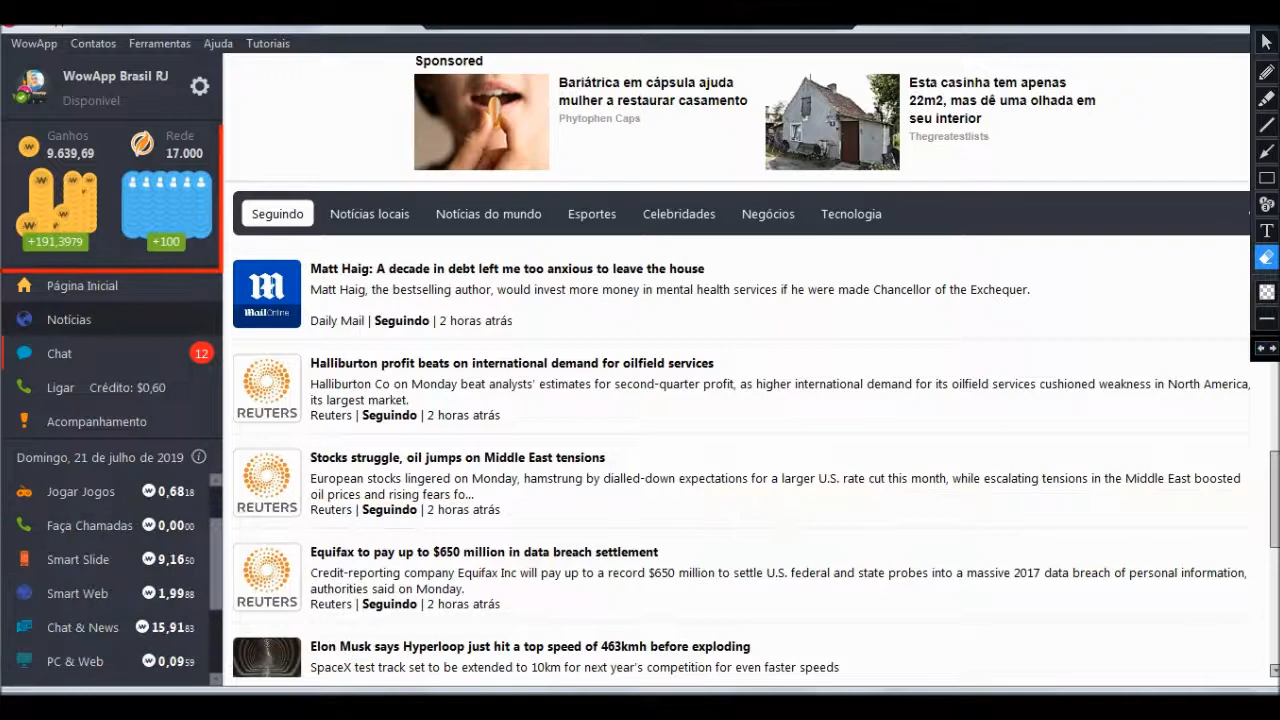 WowApp Contatos Ferramentas Ajuda Tutoriais
WowApp Brasil RJ
Disponível
Ganhos
9.639,69
Rede
17.000
+191,3979
+100
Página Inicial
Notícias
Chat 12
Ligar Crédito: $0,60
Acompanhamento
Domingo, 21 de julho de 2019
Jogar Jogos W 0,6818
Faça Chamadas W 0,0000
Smart Slide W 9,1650
Smart Web W 1,9988
Chat & News W 15,9183
PC & Web W 0,0959
Sponsored
Bariátrica em cápsula ajuda
mulher a restaurar casamento
Phytophen Caps
Esta casinha tem apenas
22m2, mas dê uma olhada em
seu interior
Thegreatestlists
Seguindo Notícias locais Notícias do mundo Esportes Celebridades Negócios Tecnologia
M
MailOnline
Matt Haig: A decade in debt left me too anxious to leave the house
Matt Haig, the bestselling author, would invest more money in mental health services if he were made Chancellor of the Exchequer.
Daily Mail | Seguindo | 2 horas atrás
REUTERS
Halliburton profit beats on international demand for oilfield services
Halliburton Co on Monday beat analysts' estimates for second-quarter profit, as higher international demand for its oilfield services cushioned weakness in North America,
its largest market.
Reuters | Seguindo | 2 horas atrás
REUTERS
Stocks struggle, oil jumps on Middle East tensions
European stocks lingered on Monday, hamstrung by dialled-down expectations for a larger U.S. rate cut this month, while escalating tensions in the Middle East boosted
oil prices and rising fears fo...
Reuters | Seguindo | 2 horas atrás
REUTERS
Equifax to pay up to $650 million in data breach settlement
Credit-reporting company Equifax Inc will pay up to a record $650 million to settle U.S. federal and state probes into a massive 2017 data breach of personal information,
authorities said on Monday.
Reuters | Seguindo | 2 horas atrás
Elon Musk says Hyperloop just hit a top speed of 463kmh before exploding
SpaceX test track set to be extended to 10km for next year's competition for even faster speeds
T